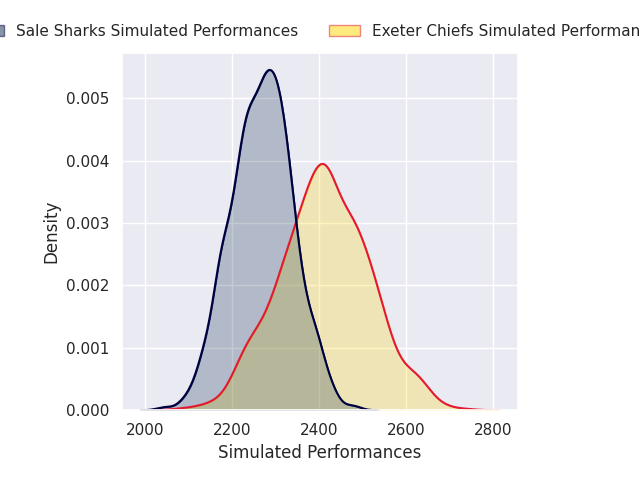 Sale Sharks Simulated Performances
Exeter Chiefs Simulated
Density
0.005
0.004
0.003
0.002
0.001
0.000
2000 2200 2400 2600 2800
Simulated Performances